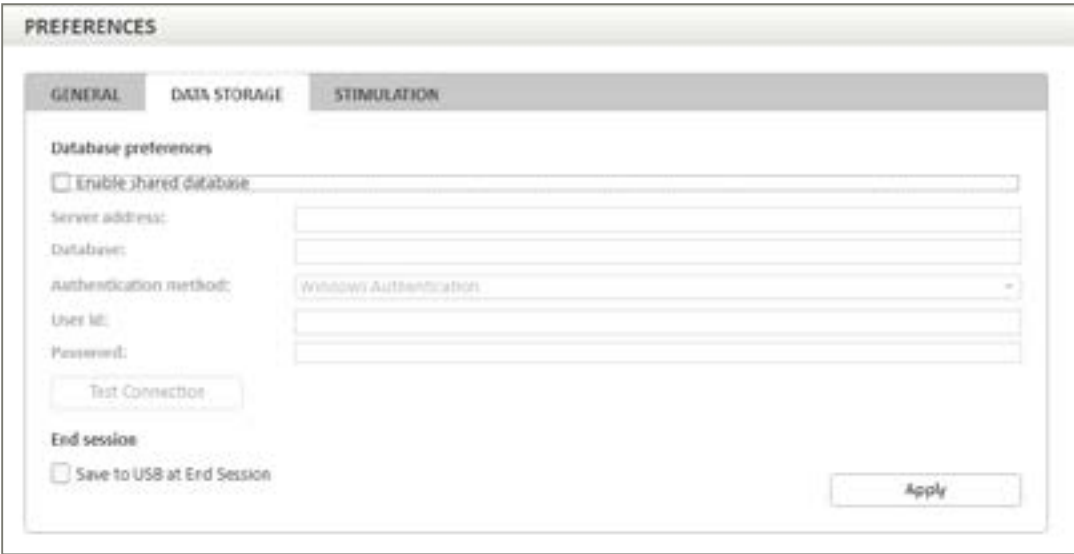 PREFERENCES
GENERAL DATA STORAGE STIMULATION
Database preferences
Enable shared database
Server address:
Database:
Authentication method: Windows Authentication
User Id:
Password:
Test Connection
End session
Save to USB at End Session
Apply